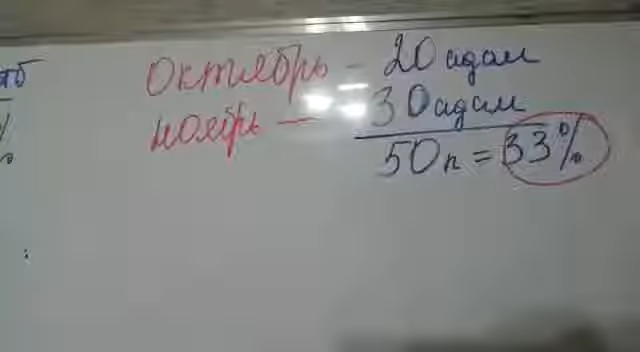 Октябрь - 20 адам
ноябрь — 30 адам
50 п = 33%